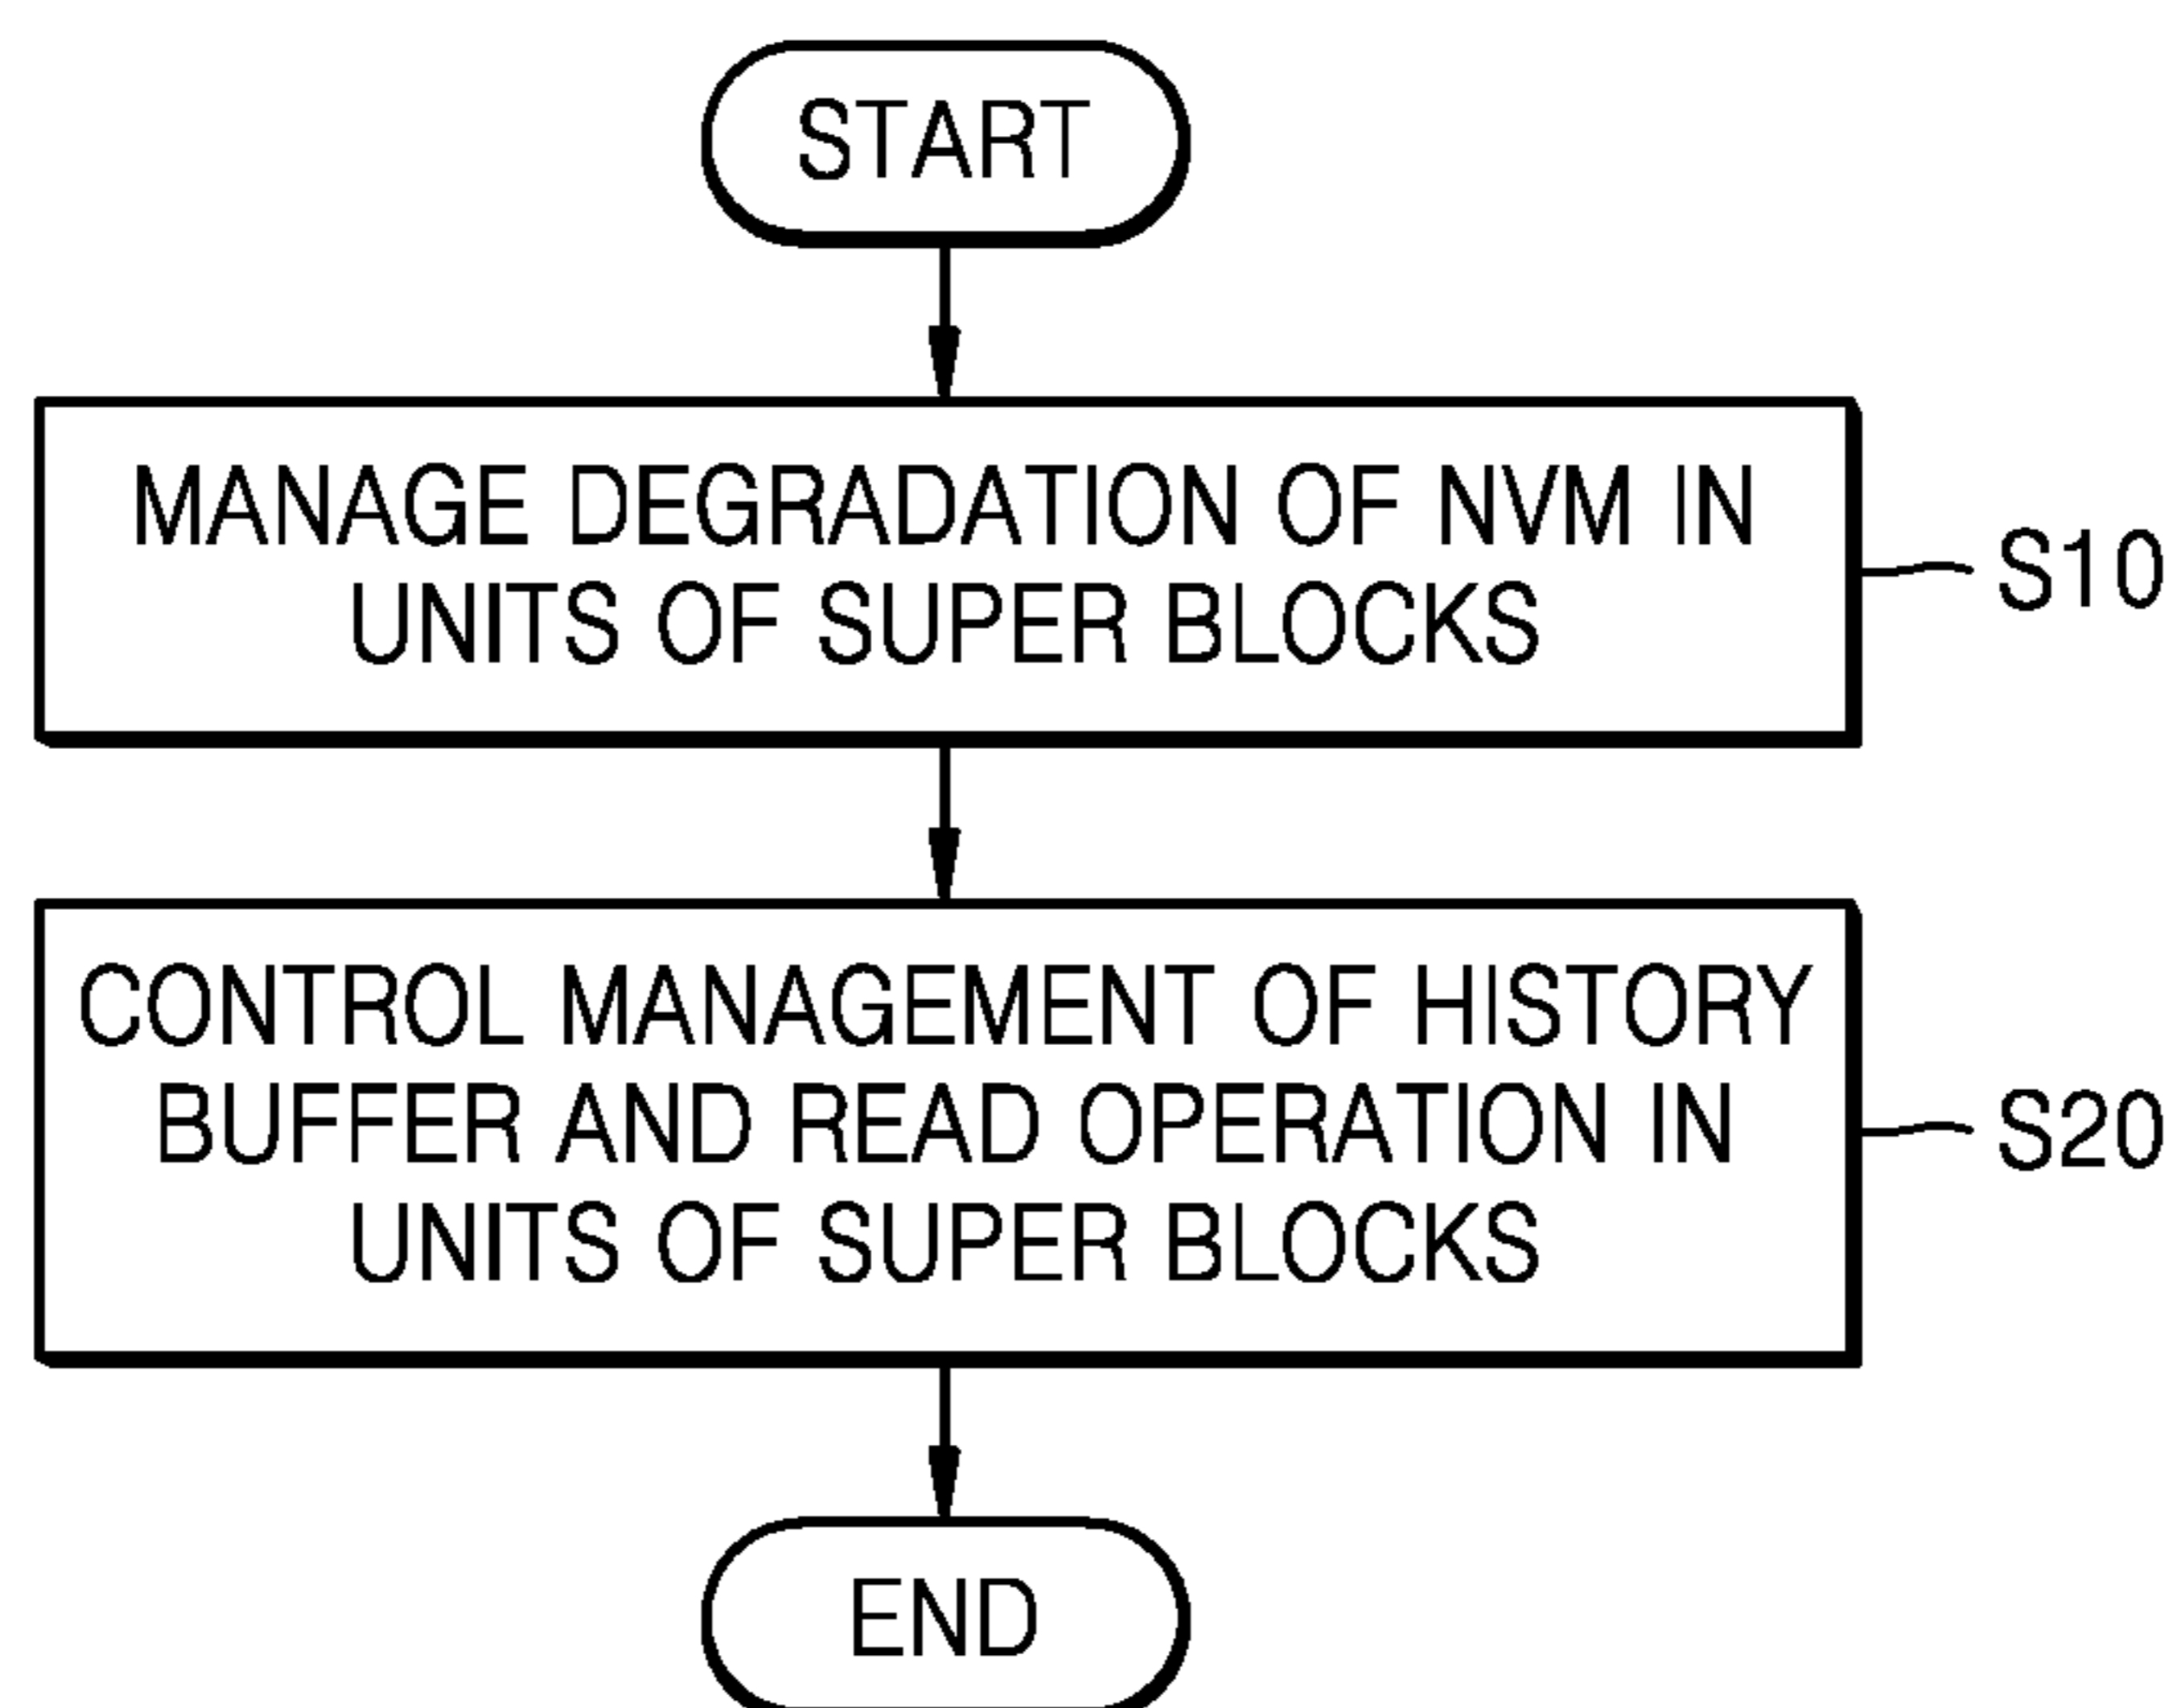 START
MANAGE DEGRADATION OF NVM IN
UNITS OF SUPER BLOCKS
S10
CONTROL MANAGEMENT OF HISTORY
BUFFER AND READ OPERATION IN
UNITS OF SUPER BLOCKS
S20
END